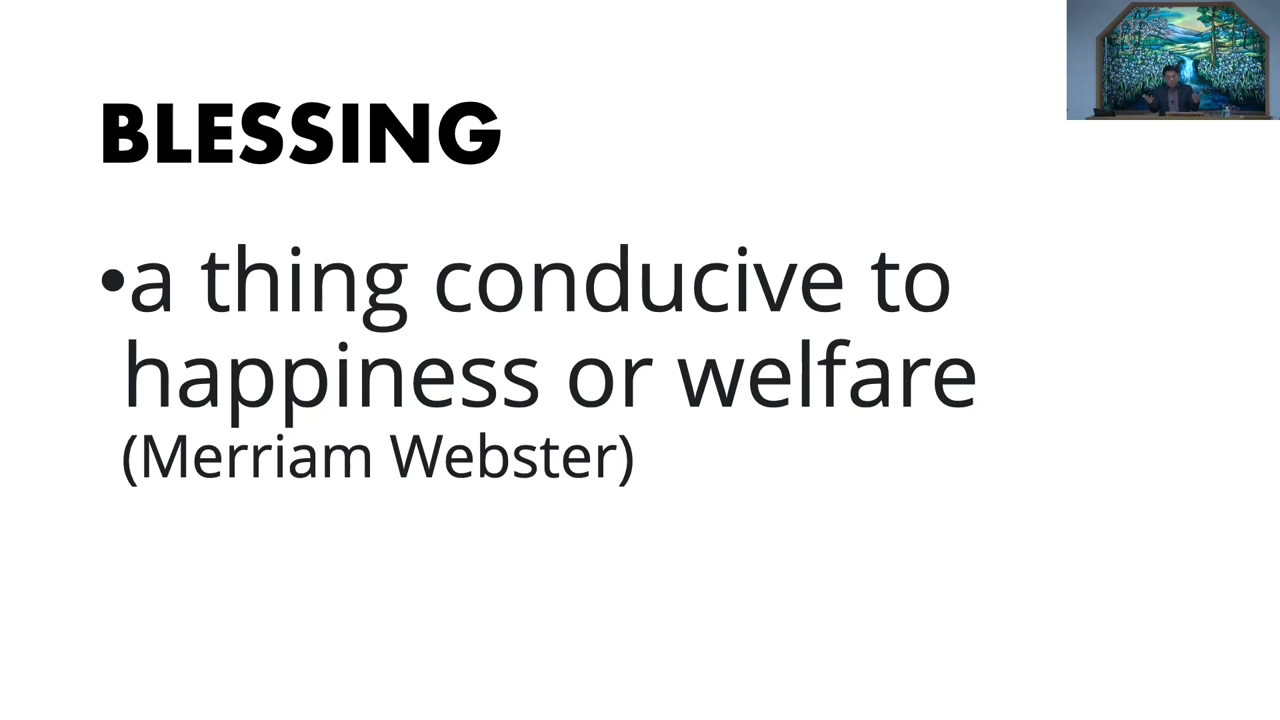 BLESSING
•a thing conducive to
happiness or welfare
(Merriam Webster)